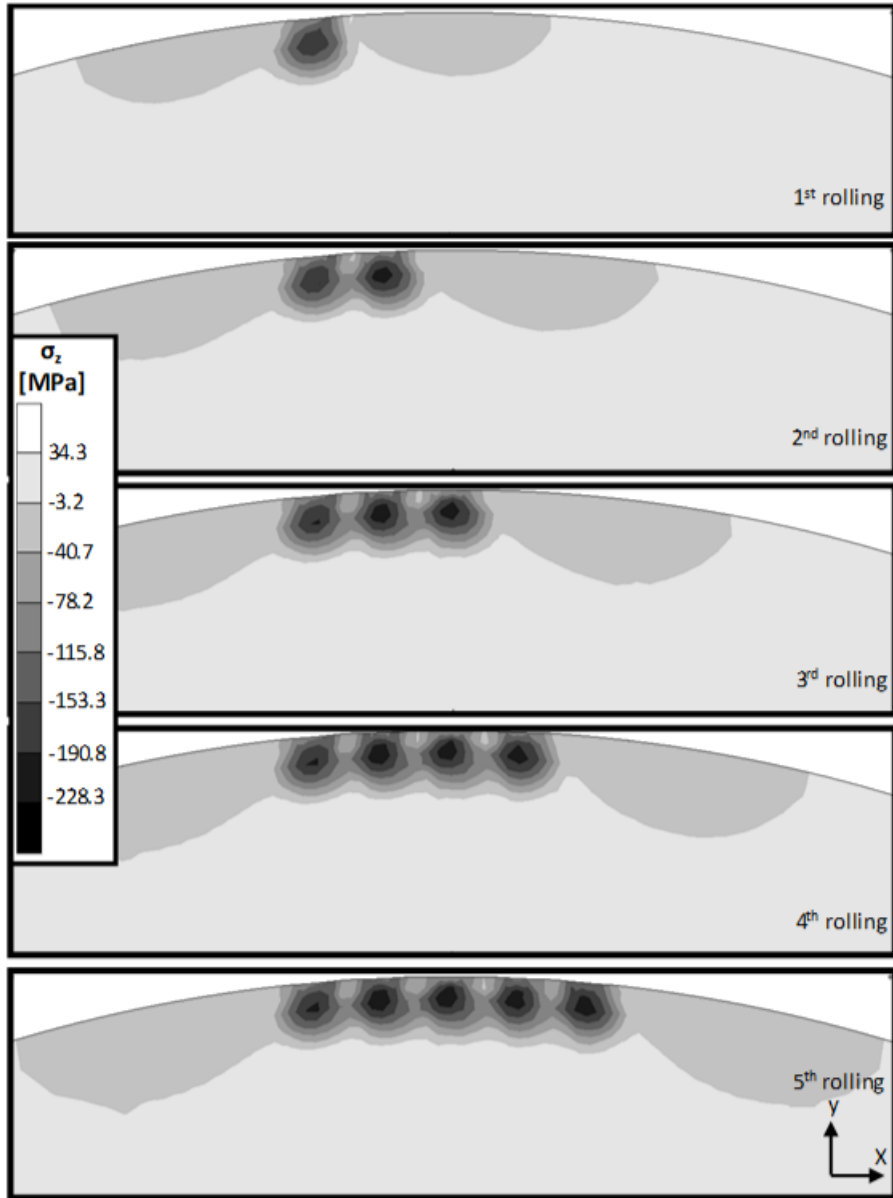 1st rolling
2nd rolling
σz
[MPa]
34.3
-3.2
-40.7
-78.2
-115.8
-153.3
-190.8
-228.3
3rd rolling
4th rolling
5th rolling
y
X